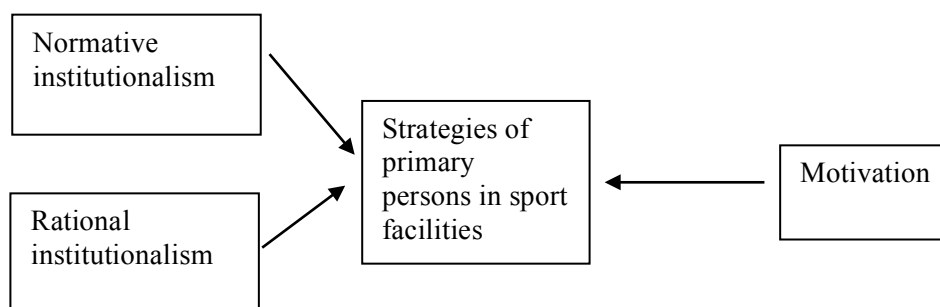 Normative
institutionalism
Strategies of
primary
persons in sport
facilities
Motivation
Rational
institutionalism